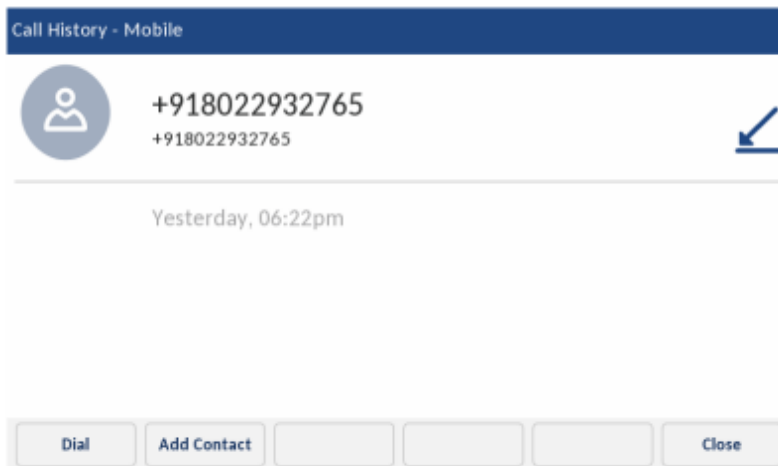 Call History - Mobile
+918022932765
+918022932765
Yesterday, 06:22pm
Dial
Add Contact
Close